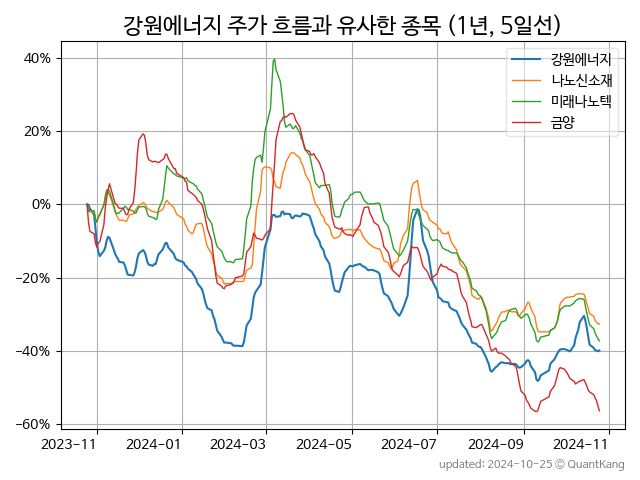 강원에너지 주가 흐름과 유사한 종목 (1년, 5일선)
강원에너지
나노신소재
미래나노텍
금양
40%
20%
0%
−20%
−40%
−60%
2023-11 2024-01 2024-03 2024-05 2024-07 2024-09 2024-11
updated: 2024-10-25 © QuantKang